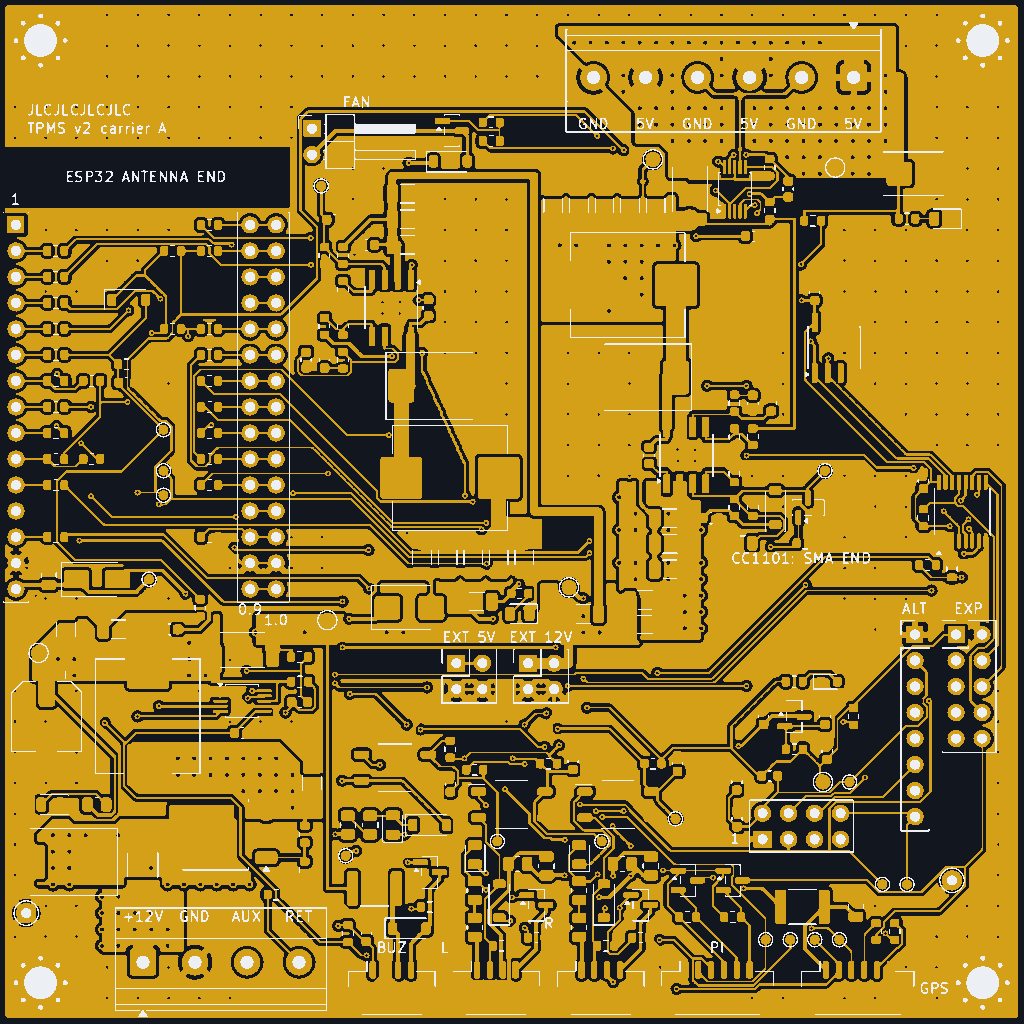 FAN
JLCJLCJLCJLC
TPMS v2 carrier A
GND 5V GND 5V GND 5V
ESP32 ANTENNA END
1
CC1101: SMA END
0.9
1.0
ALT EXP
EXT 5V EXT 12V
1
+12V GND AUX RET
R
BUZ L PI
GPS